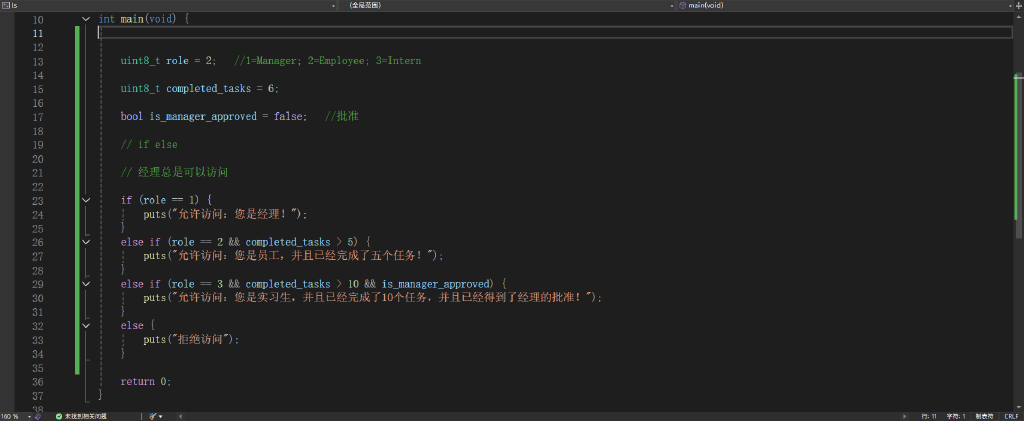 ls (全局范围) main(void)
10 int main(void) {
11
12
13 uint8_t role = 2; //1=Manager; 2=Employee; 3=Intern
14
15 uint8_t completed_tasks = 6;
16
17 bool is_manager_approved = false; //批准
18
19 // if else
20
21 // 经理总是可以访问
22
23 if (role == 1) {
24 puts("允许访问：您是经理！");
25 }
26 else if (role == 2 && completed_tasks > 5) {
27 puts("允许访问：您是员工，并且已经完成了五个任务！");
28 }
29 else if (role == 3 && completed_tasks > 10 && is_manager_approved) {
30 puts("允许访问：您是实习生，并且已经完成了10个任务，并且已经得到了经理的批准！");
31 }
32 else {
33 puts("拒绝访问");
34 }
35
36 return 0;
37 }
38
160 % 未找到相关问题 行: 11 字符: 1 制表符 CRLF